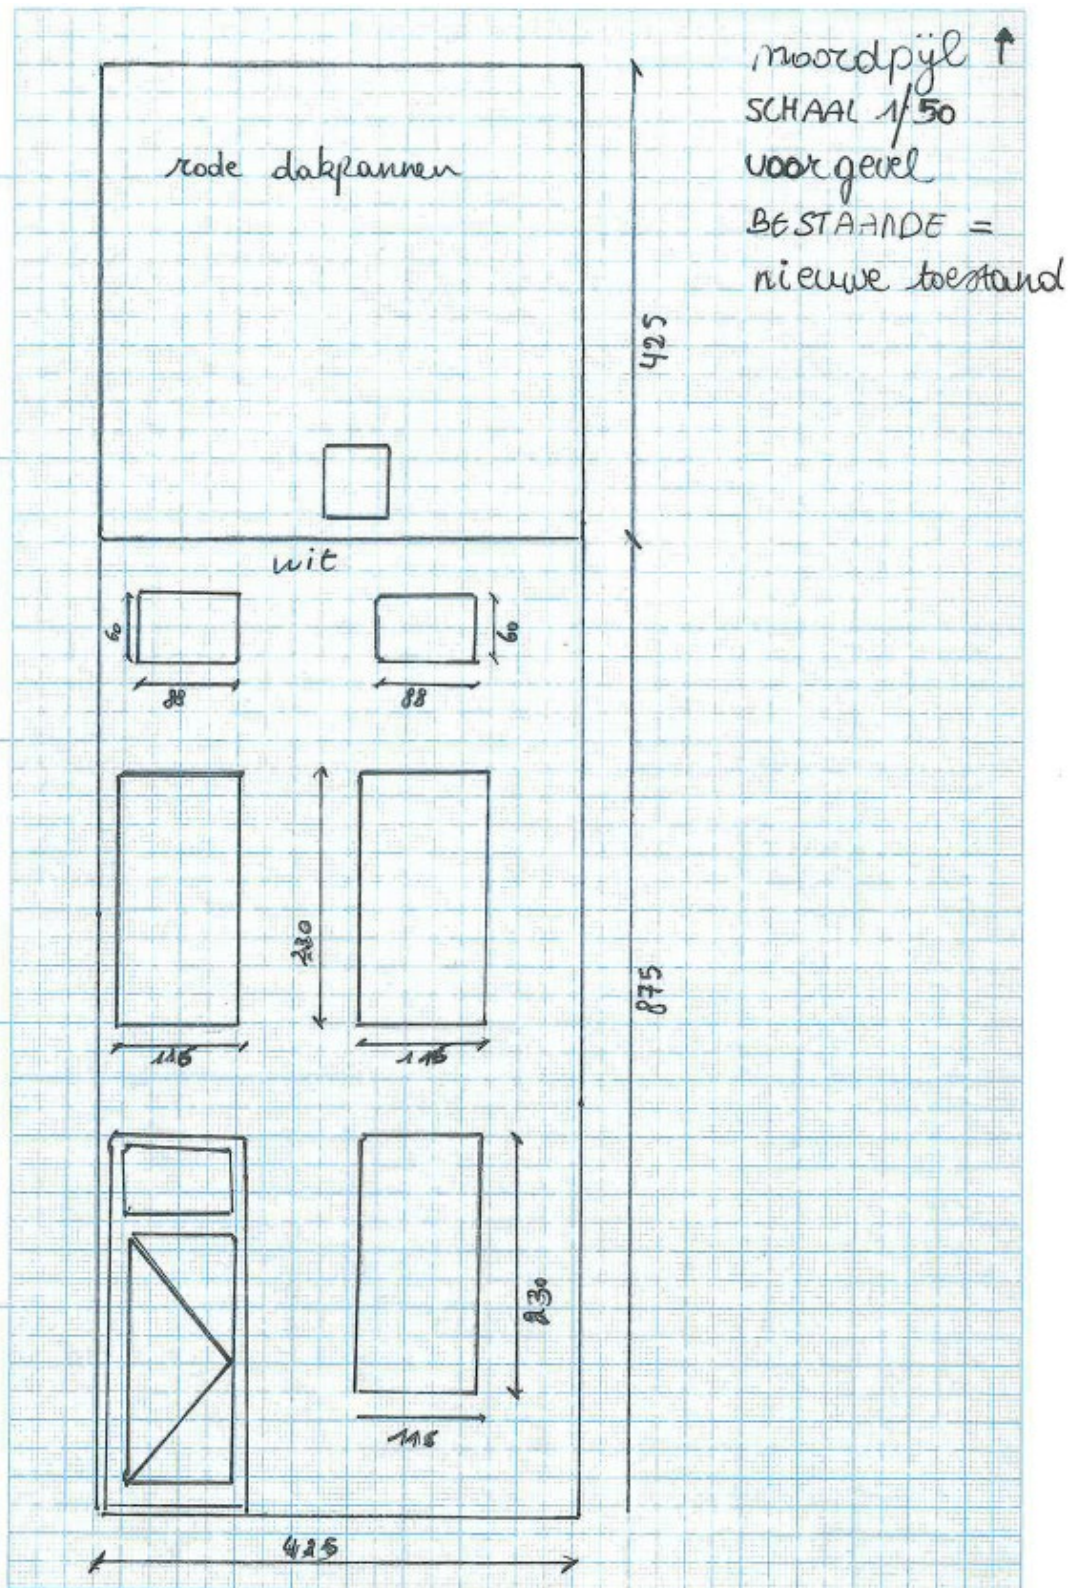 noordpijl ↑
SCHAAL 1/50
voorgevel
BESTAANDE =
nieuwe toestand
rode dakpannen
425
wit
60
60
88
88
230
875
115
115
230
115
425